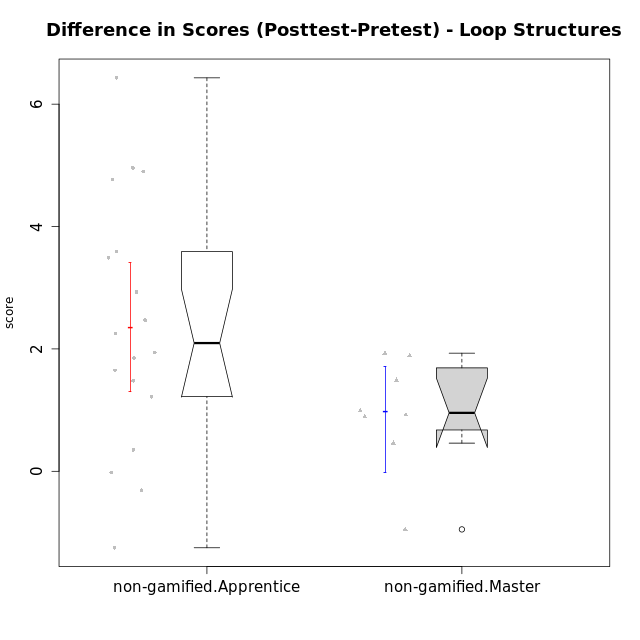 Difference in Scores (Posttest-Pretest) - Loop Structures
6
4
2
0
score
non-gamified.Apprentice
non-gamified.Master